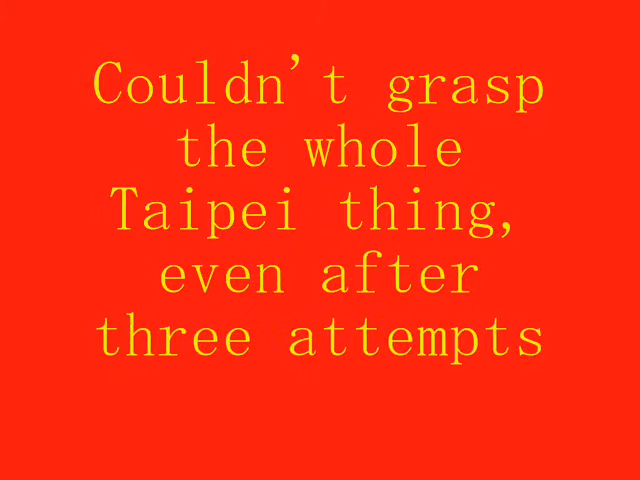 Couldn't grasp
the whole
Taipei thing,
even after
three attempts